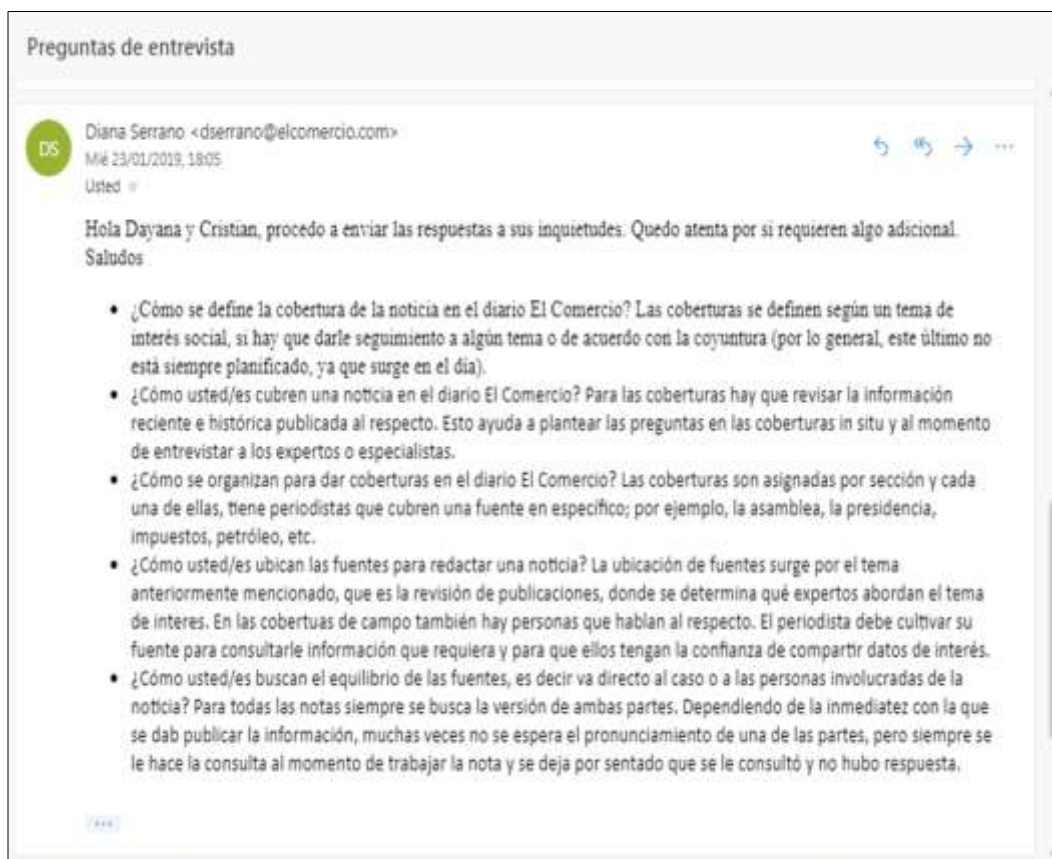 Preguntas de entrevista
DS
Diana Serrano <dserrano@elcomercio.com>
Mié 23/01/2019, 18:05
Usted
Hola Dayana y Cristian, procedo a enviar las respuestas a sus inquietudes. Quedo atenta por si requieren algo adicional.
Saludos
• ¿Cómo se define la cobertura de la noticia en el diario El Comercio? Las coberturas se definen según un tema de
interés social, si hay que darle seguimiento a algún tema o de acuerdo con la coyuntura (por lo general, este último no
está siempre planificado, ya que surge en el día).
• ¿Cómo usted/es cubren una noticia en el diario El Comercio? Para las coberturas hay que revisar la información
reciente e histórica publicada al respecto. Esto ayuda a plantear las preguntas en las coberturas in situ y al momento
de entrevistar a los expertos o especialistas.
• ¿Cómo se organizan para dar coberturas en el diario El Comercio? Las coberturas son asignadas por sección y cada
una de ellas, tiene periodistas que cubren una fuente en específico; por ejemplo, la asamblea, la presidencia,
impuestos, petróleo, etc.
• ¿Cómo usted/es ubican las fuentes para redactar una noticia? La ubicación de fuentes surge por el tema
anteriormente mencionado, que es la revisión de publicaciones, donde se determina qué expertos abordan el tema
de interes. En las cobertuas de campo también hay personas que hablan al respecto. El periodista debe cultivar su
fuente para consultarle información que requiera y para que ellos tengan la confianza de compartir datos de interés.
• ¿Cómo usted/es buscan el equilibrio de las fuentes, es decir va directo al caso o a las personas involucradas de la
noticia? Para todas las notas siempre se busca la versión de ambas partes. Dependiendo de la inmediatez con la que
se dab publicar la información, muchas veces no se espera el pronunciamiento de una de las partes, pero siempre se
le hace la consulta al momento de trabajar la nota y se deja por sentado que se le consultó y no hubo respuesta.